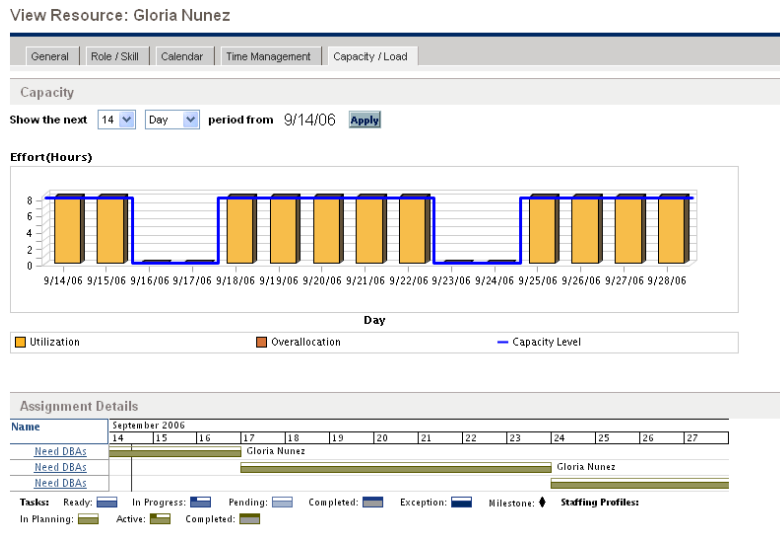 View Resource: Gloria Nunez
General Role / Skill Calendar Time Management Capacity / Load
Capacity
Show the next 14 Day period from 9/14/06 Apply
Effort(Hours)
8
6
4
2
0
9/14/06 9/15/06 9/16/06 9/17/06 9/18/06 9/19/06 9/20/06 9/21/06 9/22/06 9/23/06 9/24/06 9/25/06 9/26/06 9/27/06 9/28/06
Day
Utilization Overallocation Capacity Level
Assignment Details
Name September 2006
14 15 16 17 18 19 20 21 22 23 24 25 26 27
Need DBAs Gloria Nunez
Need DBAs Gloria Nunez
Need DBAs
Tasks: Ready: In Progress: Pending: Completed: Exception: Milestone: Staffing Profiles:
In Planning: Active: Completed: